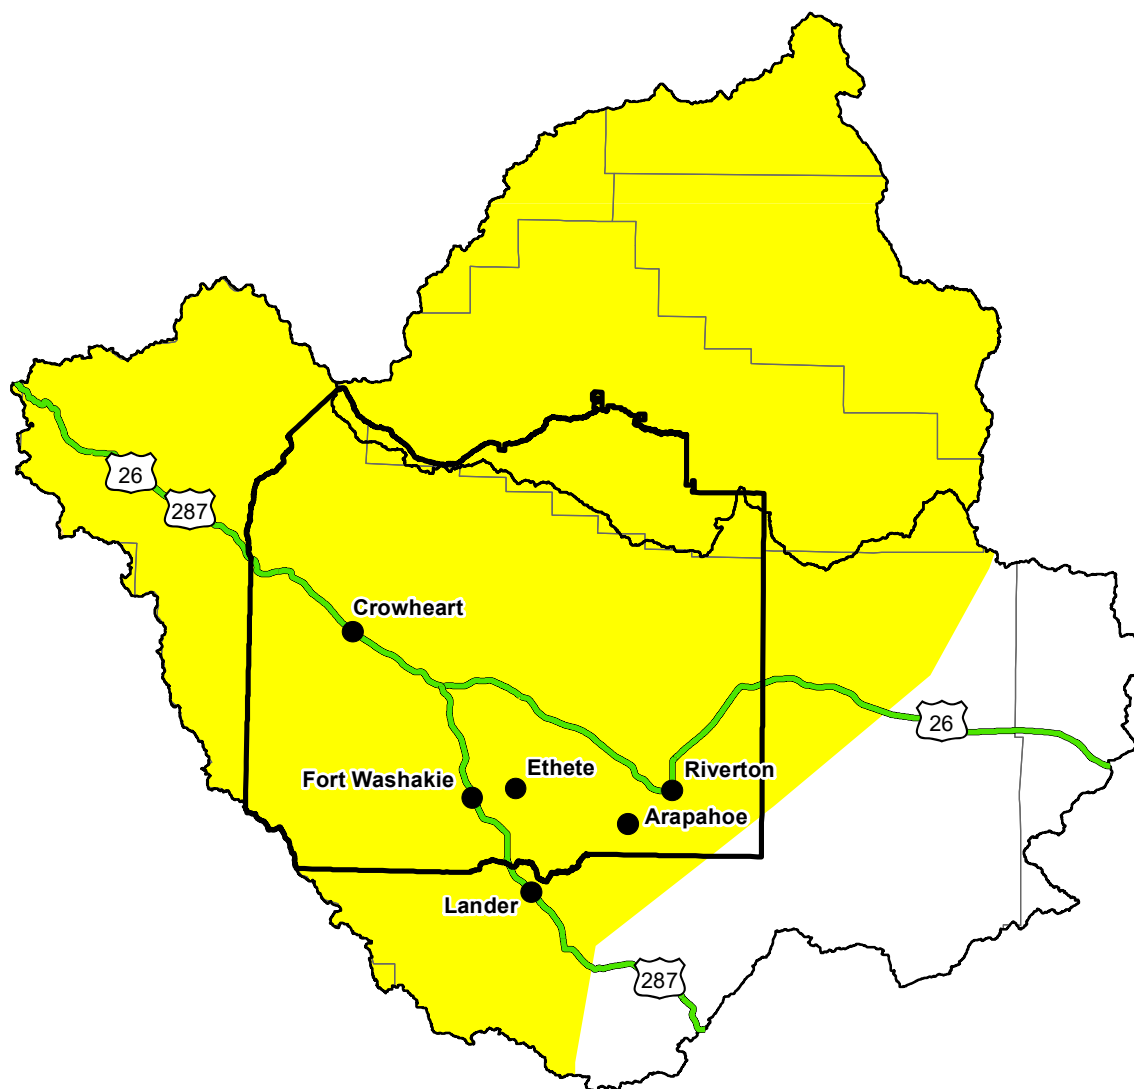 26
287
Crowheart
26
Ethete
Riverton
Fort Washakie
Arapahoe
Lander
287